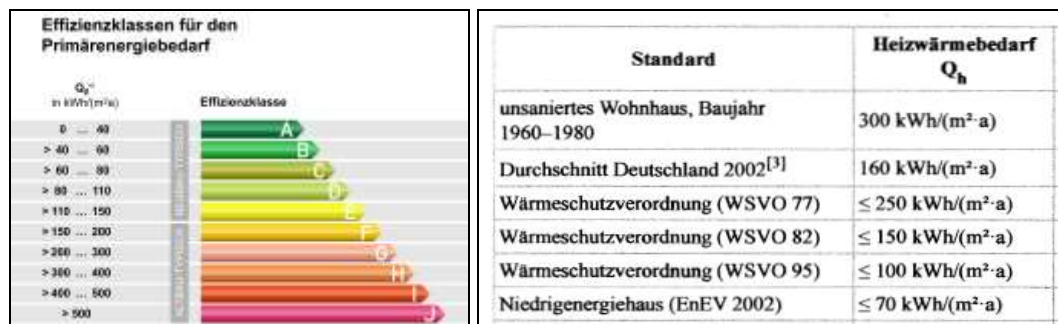 Effizienzklassen für den
Primärenergiebedarf
in kWh/(m²a)
Effizienzklasse
0 ... 40
A
> 40 ... 60
B
> 60 ... 80
C
> 80 ... 110
D
> 110 ... 150
E
> 150 ... 200
F
> 200 ... 300
G
> 300 ... 400
H
> 400 ... 500
I
> 500
J
Standard
Heizwärmebedarf
Qh
unsaniertes Wohnhaus, Baujahr
1960–1980
300 kWh/(m²·a)
Durchschnitt Deutschland 2002[3]
160 kWh/(m²·a)
Wärmeschutzverordnung (WSVO 77)
≤ 250 kWh/(m²·a)
Wärmeschutzverordnung (WSVO 82)
≤ 150 kWh/(m²·a)
Wärmeschutzverordnung (WSVO 95)
≤ 100 kWh/(m²·a)
Niedrigenergiehaus (EnEV 2002)
≤ 70 kWh/(m²·a)